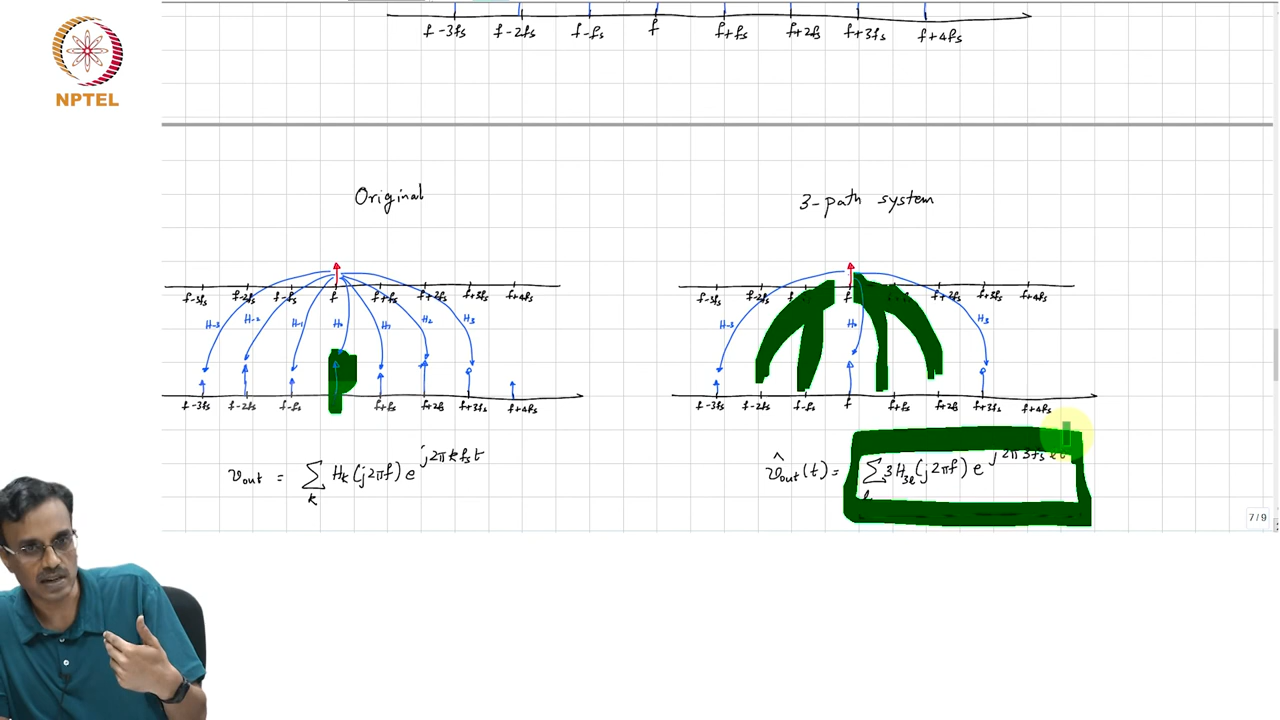 f-3fs f-2fs f-fs f f+fs f+2fs f+3fs f+4fs
NPTEL
Original
3-path system
f-3fs f-2fs f-fs f f+fs f+2fs f+3fs f+4fs
f-3fs f-2fs f f+2fs f+3fs f+4fs
H-3 H-2 H-1 H0 H1 H2 H3
H-3 H0 H3
f-3fs f-2fs f-fs f f+fs f+2fs f+3fs f+4fs
f-3fs f-2fs f-fs f f+fs f+2fs f+3fs f+4fs
vout = ∑k Hk(j2πf) e^j2πkfst
v̂out(t) = ∑l 3H3l(j2πf) e^j2π3fs
7/9